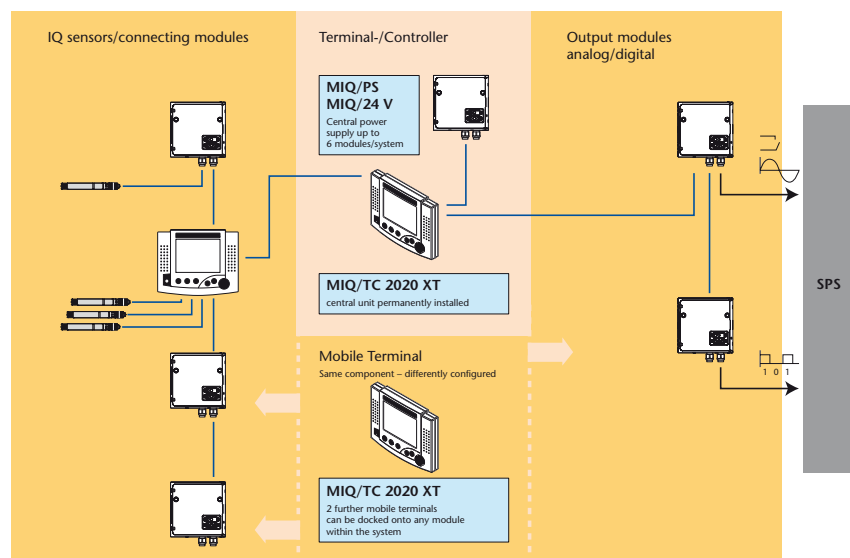 IQ sensors/connecting modules
Terminal-/Controller
Output modules
analog/digital
MIQ/PS
MIQ/24 V
Central power
supply up to
6 modules/system
MIQ/TC 2020 XT
central unit permanently installed
SPS
Mobile Terminal
Same component – differently configured
1 0 1
MIQ/TC 2020 XT
2 further mobile terminals
can be docked onto any module
within the system